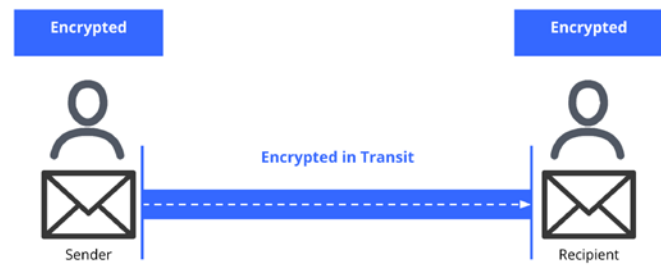 Encrypted
Encrypted
Encrypted in Transit
Sender
Recipient